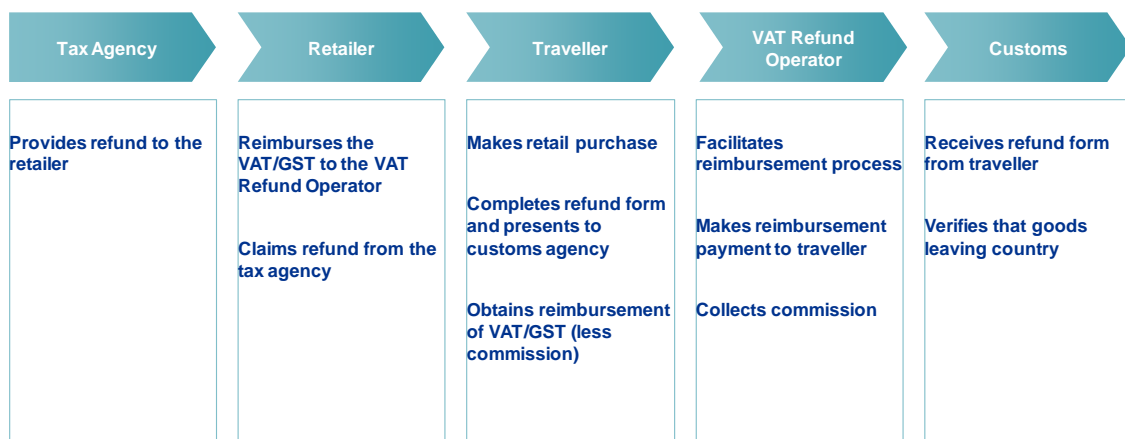 Tax Agency
Retailer
Traveller
VAT Refund
Operator
Customs
Provides refund to the
retailer
Reimburses the
VAT/GST to the VAT
Refund Operator
Claims refund from the
tax agency
Makes retail purchase
Completes refund form
and presents to
customs agency
Obtains reimbursement
of VAT/GST (less
commission)
Facilitates
reimbursement process
Makes reimbursement
payment to traveller
Collects commission
Receives refund form
from traveller
Verifies that goods
leaving country